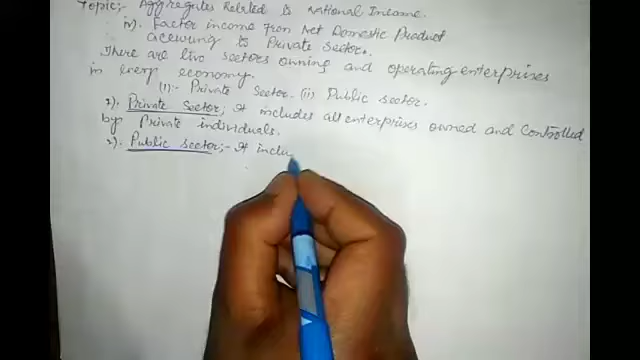 Topic:- Aggregates Related to National Income.
iv). Factor income from Net Domestic Product
accuring to Private Sector.
There are two sectors owning and operating enterprises
in every economy.
(i):- Private Sector. (ii) Public sector.
1). Private Sector; It includes all enterprises owned and Controlled
by Private individuals.
2). Public sector;- It inclu